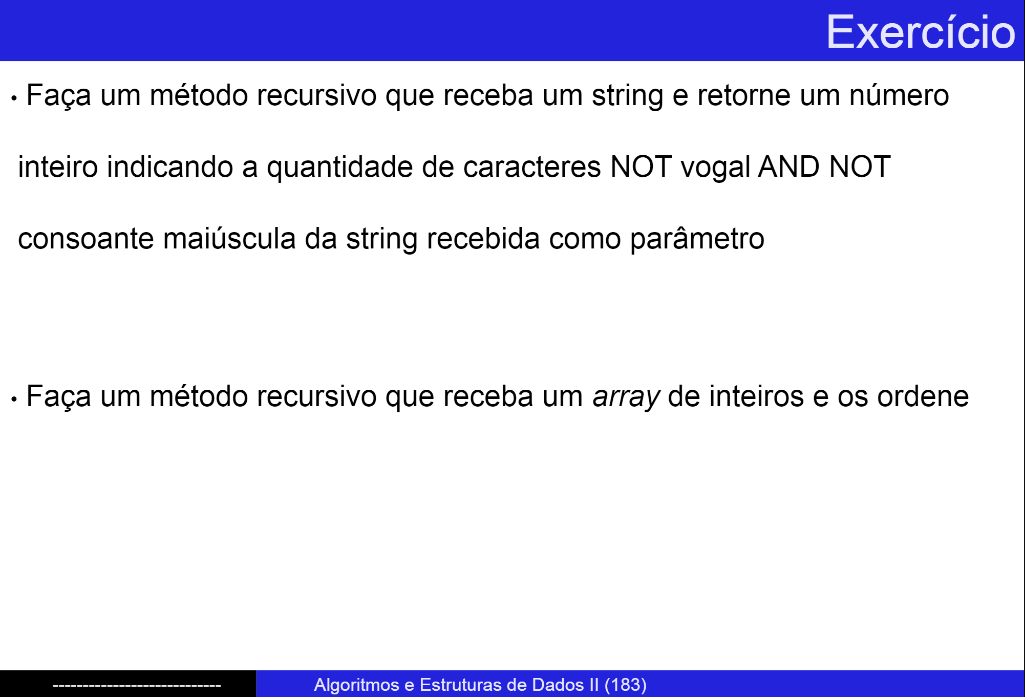 Exercício
• Faça um método recursivo que receba um string e retorne um número
inteiro indicando a quantidade de caracteres NOT vogal AND NOT
consoante maiúscula da string recebida como parâmetro
• Faça um método recursivo que receba um array de inteiros e os ordene
----------------------------
Algoritmos e Estruturas de Dados II (183)